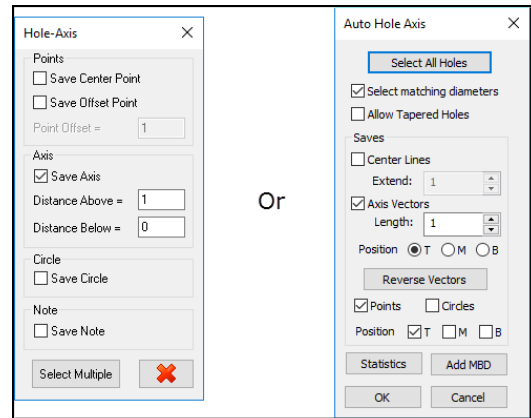 Hole-Axis
Points
Save Center Point
Save Offset Point
Point Offset = 1
Axis
Save Axis
Distance Above = 1
Distance Below = 0
Circle
Save Circle
Note
Save Note
Select Multiple
Or
Auto Hole Axis
Select All Holes
Select matching diameters
Allow Tapered Holes
Saves
Center Lines
Extend: 1
Axis Vectors
Length: 1
Position T M B
Reverse Vectors
Points Circles
Position T M B
Statistics Add MBD
OK Cancel